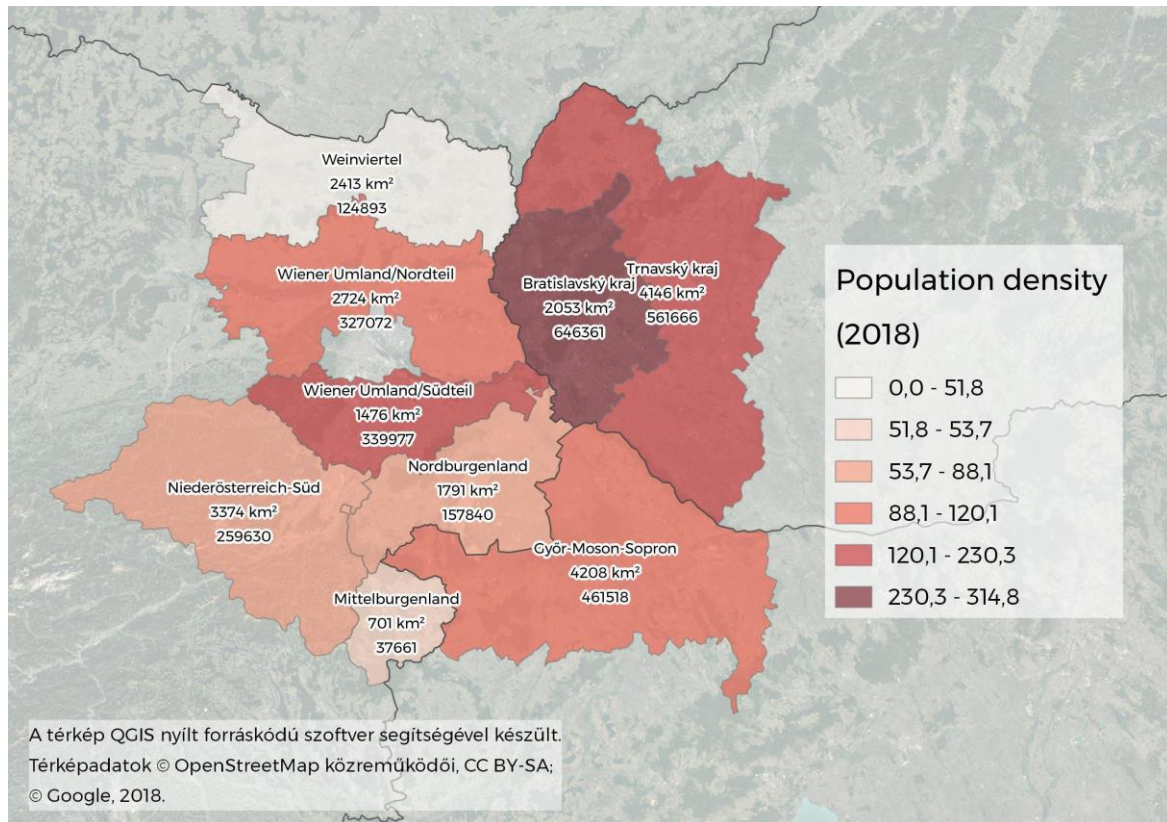 Weinviertel
2413 km²
124893
Wiener Umland/Nordteil
2724 km²
327072
Bratislavský kraj
2053 km²
646361
Trnavský kraj
4146 km²
561666
Wiener Umland/Südteil
1476 km²
339977
Nordburgenland
1791 km²
157840
Niederösterreich-Süd
3374 km²
259630
Győr-Moson-Sopron
4208 km²
461518
Mittelburgenland
701 km²
37661
Population density
(2018)
0,0 - 51,8
51,8 - 53,7
53,7 - 88,1
88,1 - 120,1
120,1 - 230,3
230,3 - 314,8
A térkép QGIS nyílt forráskódú szoftver segítségével készült.
Térképadatok © OpenStreetMap közreműködői, CC BY-SA;
© Google, 2018.